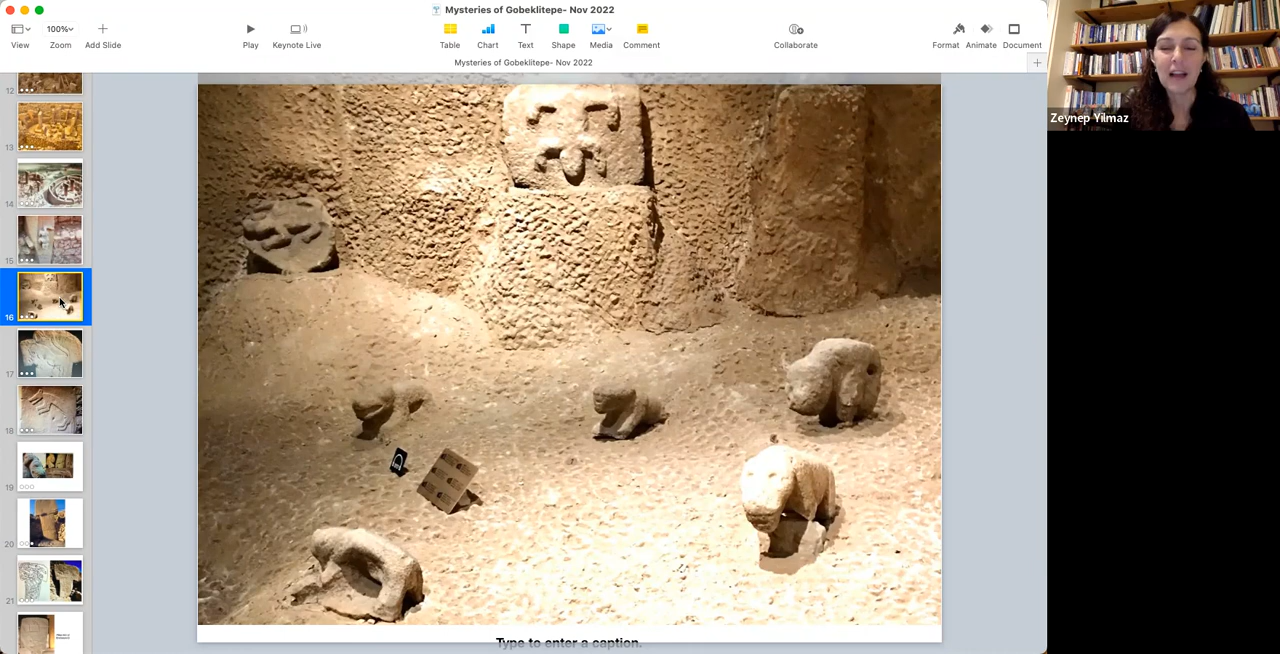 Mysteries of Gobeklitepe- Nov 2022
100%
View
Zoom
Add Slide
Play
Keynote Live
Table
Chart
Text
Shape
Media
Comment
Collaborate
Format
Animate
Document
Mysteries of Gobeklitepe- Nov 2022
Zeynep Yilmaz
12
13
14
15
16
17
18
19
20
21
Type to enter a caption.